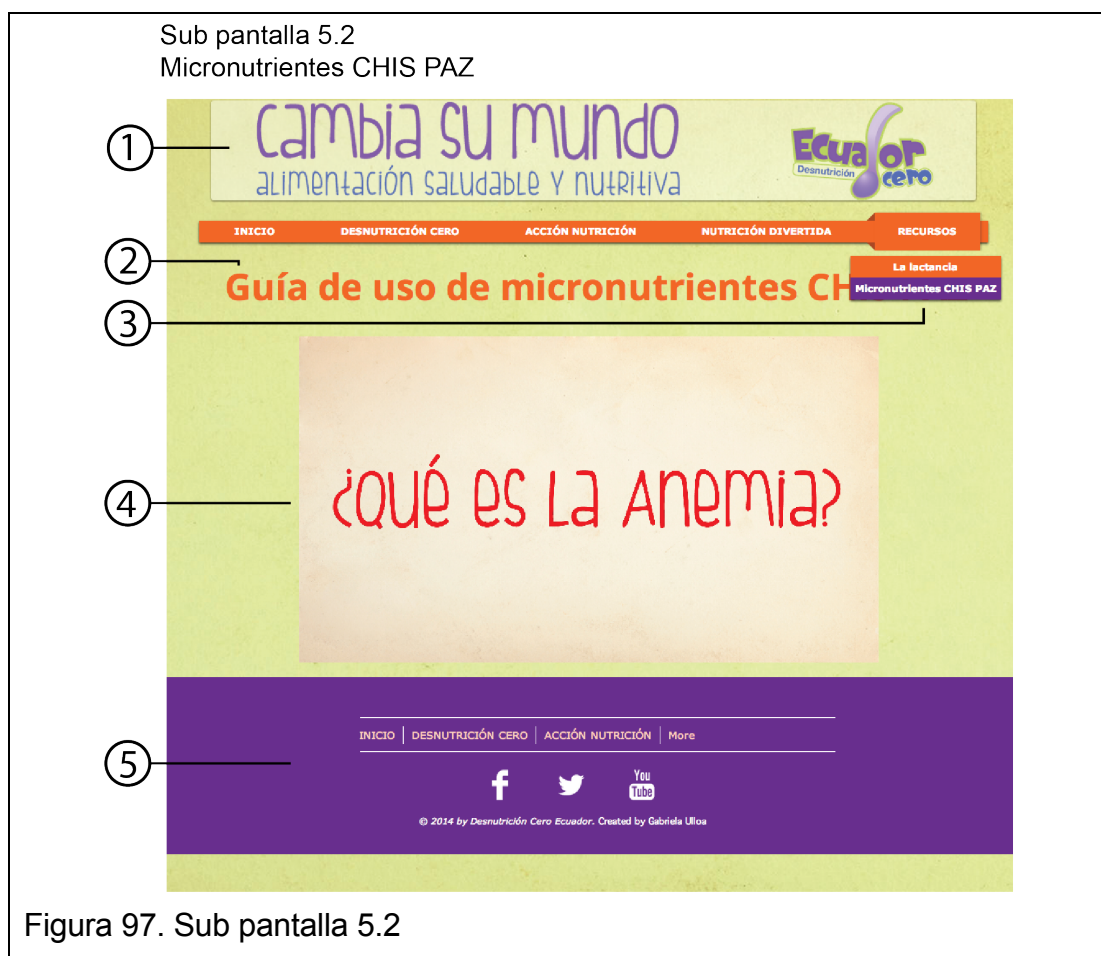 Sub pantalla 5.2
Micronutrientes CHIS PAZ
1
cambia su mundo
alimentación saludable y nutritiva
Ecuador
Desnutrición
cero
INICIO DESNUTRICIÓN CERO ACCIÓN NUTRICIÓN NUTRICIÓN DIVERTIDA RECURSOS
2
La lactancia
Guía de uso de micronutrientes CH
Micronutrientes CHIS PAZ
3
4
¿Qué es la Anemia?
INICIO | DESNUTRICIÓN CERO | ACCIÓN NUTRICIÓN | More
5
You
Tube
© 2014 by Desnutrición Cero Ecuador. Created by Gabriela Ulloa
Figura 97. Sub pantalla 5.2